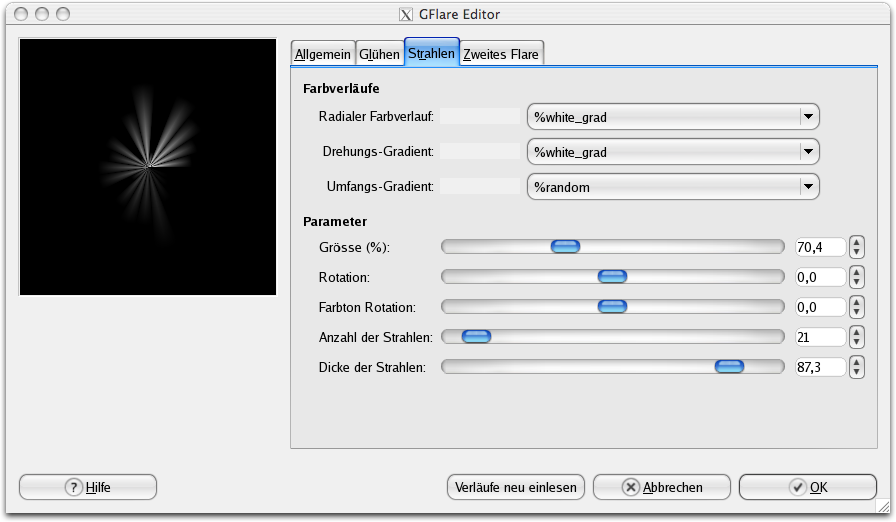 GFlare Editor
Allgemein Glühen Strahlen Zweites Flare
Farbverläufe
Radialer Farbverlauf: %white_grad
Drehungs-Gradient: %white_grad
Umfangs-Gradient: %random
Parameter
Grösse (%): 70,4
Rotation: 0,0
Farbton Rotation: 0,0
Anzahl der Strahlen: 21
Dicke der Strahlen: 87,3
Hilfe Verläufe neu einlesen Abbrechen OK